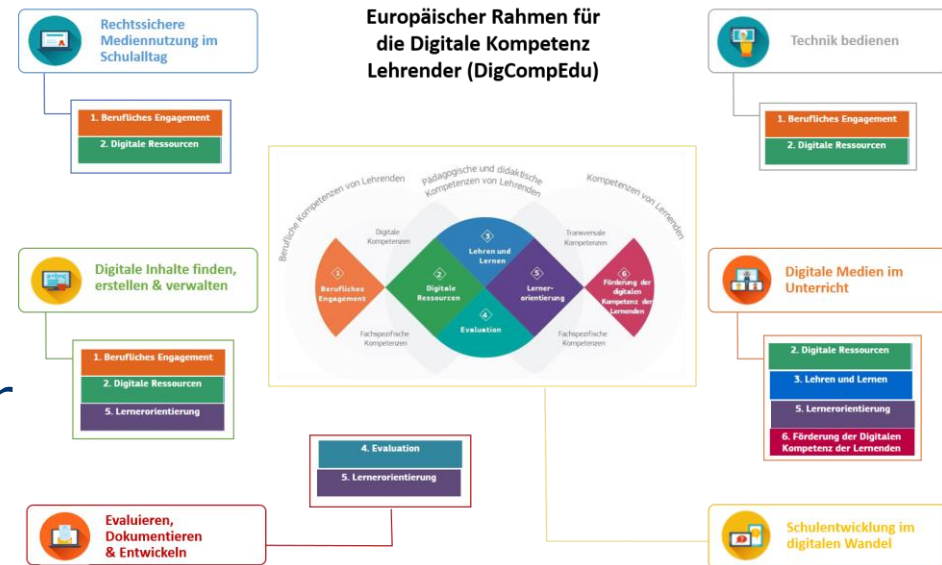 Europäischer Rahmen für
die Digitale Kompetenz
Lehrender (DigCompEdu)
Rechtssichere
Mediennutzung im
Schulalltag
1. Berufliches Engagement
2. Digitale Ressourcen
Technik bedienen
1. Berufliches Engagement
2. Digitale Ressourcen
Berufliche Kompetenzen von Lehrenden
Pädagogische und didaktische
Kompetenzen von Lehrenden
Kompetenzen von Lernenden
Digitale
Kompetenzen
Transversale
Kompetenzen
1
Berufliches
Engagement
2
Digitale
Ressourcen
3
Lehren und
Lernen
4
Evaluation
5
Lerner-
orientierung
6
Förderung der
digitalen
Kompetenz der
Lernenden
Fachspezifische
Kompetenzen
Fachspezifische
Kompetenzen
Digitale Inhalte finden,
erstellen & verwalten
1. Berufliches Engagement
2. Digitale Ressourcen
5. Lernerorientierung
Digitale Medien im
Unterricht
2. Digitale Ressourcen
3. Lehren und Lernen
5. Lernerorientierung
6. Förderung der Digitalen
Kompetenz der Lernenden
4. Evaluation
5. Lernerorientierung
Evaluieren,
Dokumentieren
& Entwickeln
Schulentwicklung im
digitalen Wandel